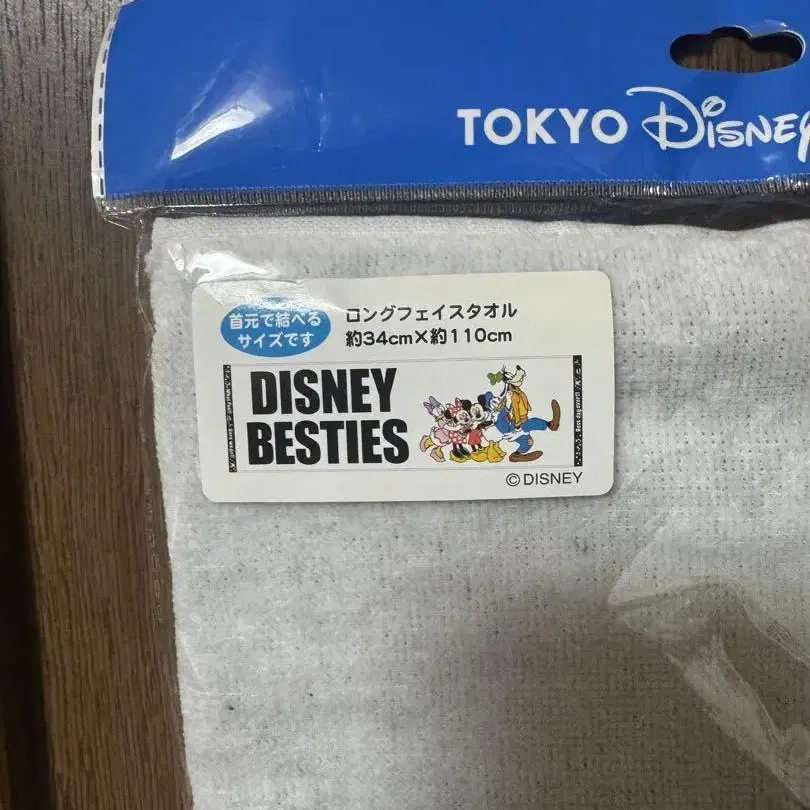 TOKYO DISNEY
首元で結べる
サイズです
ロングフェイスタオル
約34cm×約110cm
DISNEY
BESTIES
©DISNEY